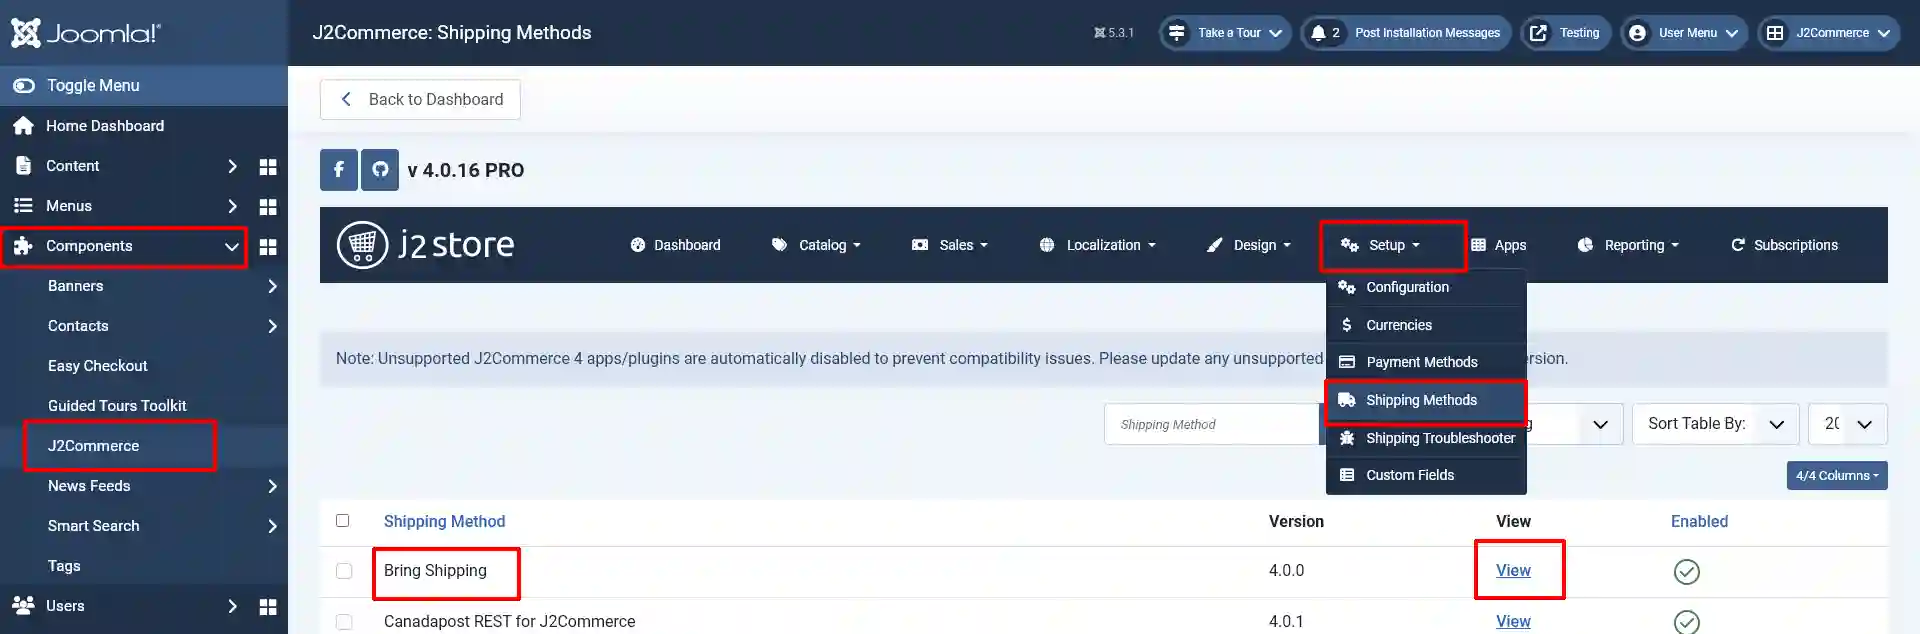 Joomla!®
J2Commerce: Shipping Methods
5.3.1
Take a Tour
2 Post Installation Messages
Testing
User Menu
J2Commerce
Toggle Menu
Home Dashboard
Content
Menus
Components
Banners
Contacts
Easy Checkout
Guided Tours Toolkit
J2Commerce
News Feeds
Smart Search
Tags
Users
Back to Dashboard
v 4.0.16 PRO
j2store
Dashboard
Catalog
Sales
Localization
Design
Setup
Apps
Reporting
Subscriptions
Configuration
Currencies
Payment Methods
Shipping Methods
Shipping Troubleshooter
Custom Fields
Note: Unsupported J2Commerce 4 apps/plugins are automatically disabled to prevent compatibility issues. Please update any unsupported
Shipping Method
Sort Table By:
4/4 Columns
Shipping Method Version View Enabled
Bring Shipping 4.0.0 View
Canadapost REST for J2Commerce 4.0.1 View